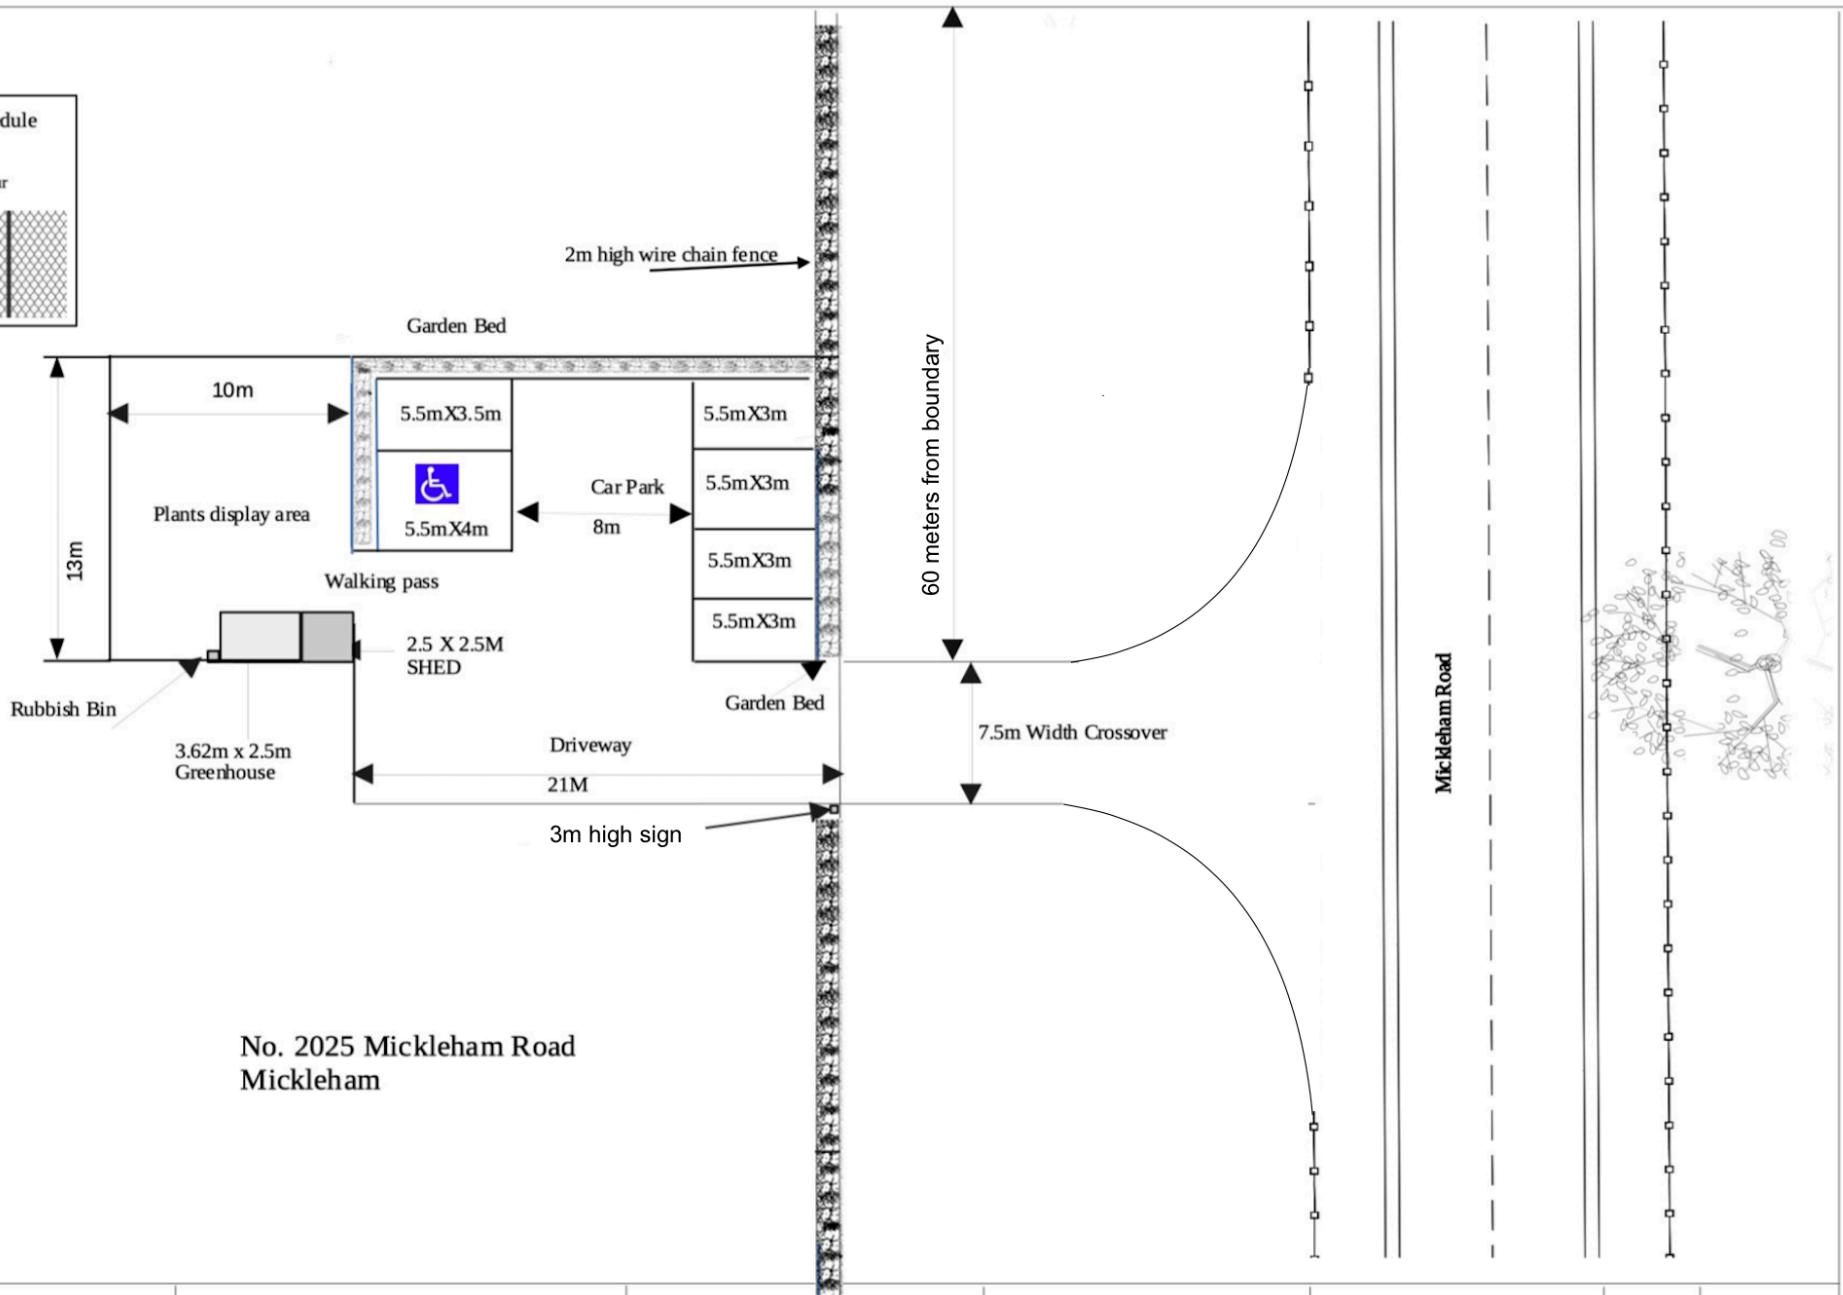 dule
2m high wire chain fence
Garden Bed
10m
5.5mX3.5m
5.5mX3m
Car Park
8m
5.5mX3m
Plants display area
5.5mX4m
13m
5.5mX3m
Walking pass
5.5mX3m
2.5 X 2.5M
SHED
Rubbish Bin
Garden Bed
3.62m x 2.5m
Greenhouse
Driveway
21M
3m high sign
60 meters from boundary
7.5m Width Crossover
Mickleham Road
No. 2025 Mickleham Road
Mickleham